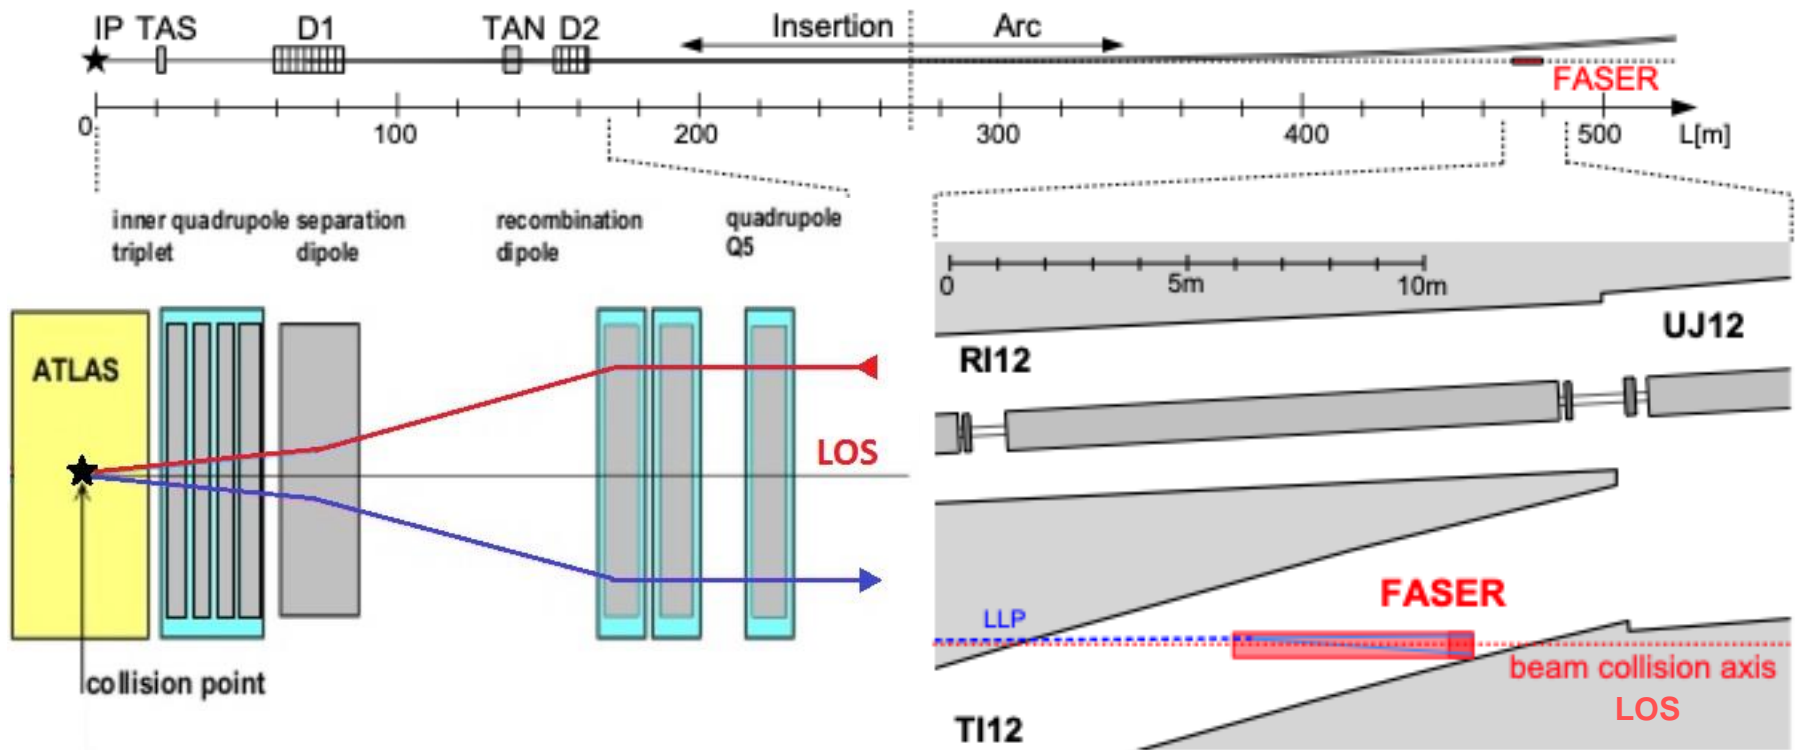 IP TAS D1 TAN D2 Insertion Arc
FASER
0 100 200 300 400 500 L[m]
inner quadrupole separation recombination quadrupole
triplet dipole dipole Q5
0 5m 10m
UJ12
RI12
ATLAS
LOS
FASER
LLP
beam collision axis
collision point
LOS
TI12